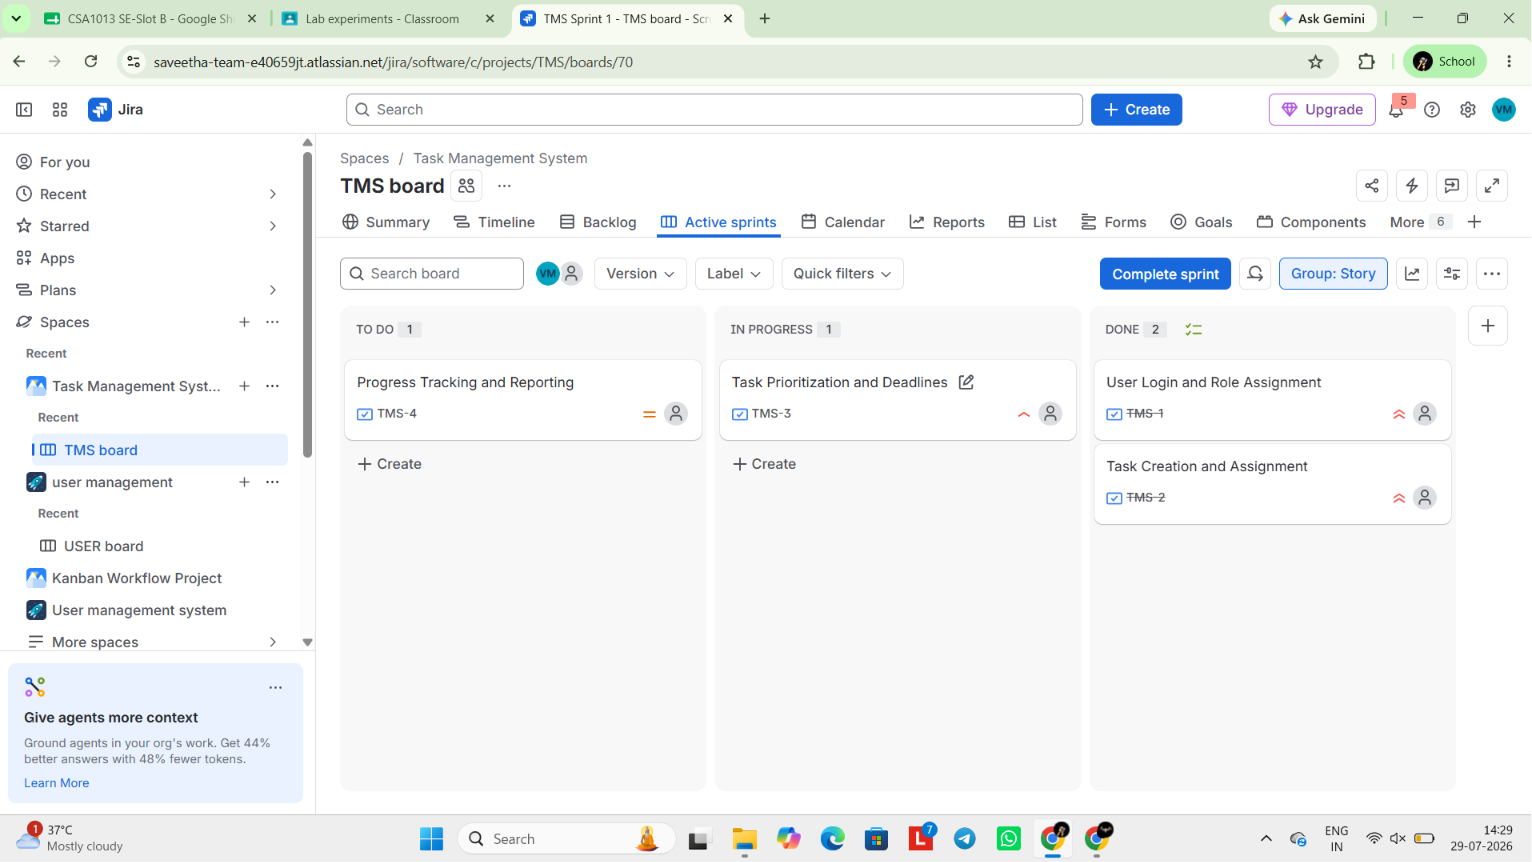 CSA1013 SE-Slot B - Google Sh
Lab experiments - Classroom
TMS Sprint 1 - TMS board - Scr
Ask Gemini
saveetha-team-e40659jt.atlassian.net/jira/software/c/projects/TMS/boards/70
School
Jira
Search
Create
Upgrade
5
VM
For you
Recent
Starred
Apps
Plans
Spaces
Recent
Task Management Syst...
Recent
TMS board
user management
Recent
USER board
Kanban Workflow Project
User management system
More spaces
Give agents more context
Ground agents in your org's work. Get 44%
better answers with 48% fewer tokens.
Learn More
Spaces / Task Management System
TMS board
Summary
Timeline
Backlog
Active sprints
Calendar
Reports
List
Forms
Goals
Components
More 6
Search board
VM
Version
Label
Quick filters
Complete sprint
Group: Story
TO DO 1
Progress Tracking and Reporting
TMS-4
Create
IN PROGRESS 1
Task Prioritization and Deadlines
TMS-3
Create
DONE 2
User Login and Role Assignment
TMS-1
Task Creation and Assignment
TMS-2
1
37°C
Mostly cloudy
Search
L
7
ENG
IN
14:29
29-07-2026